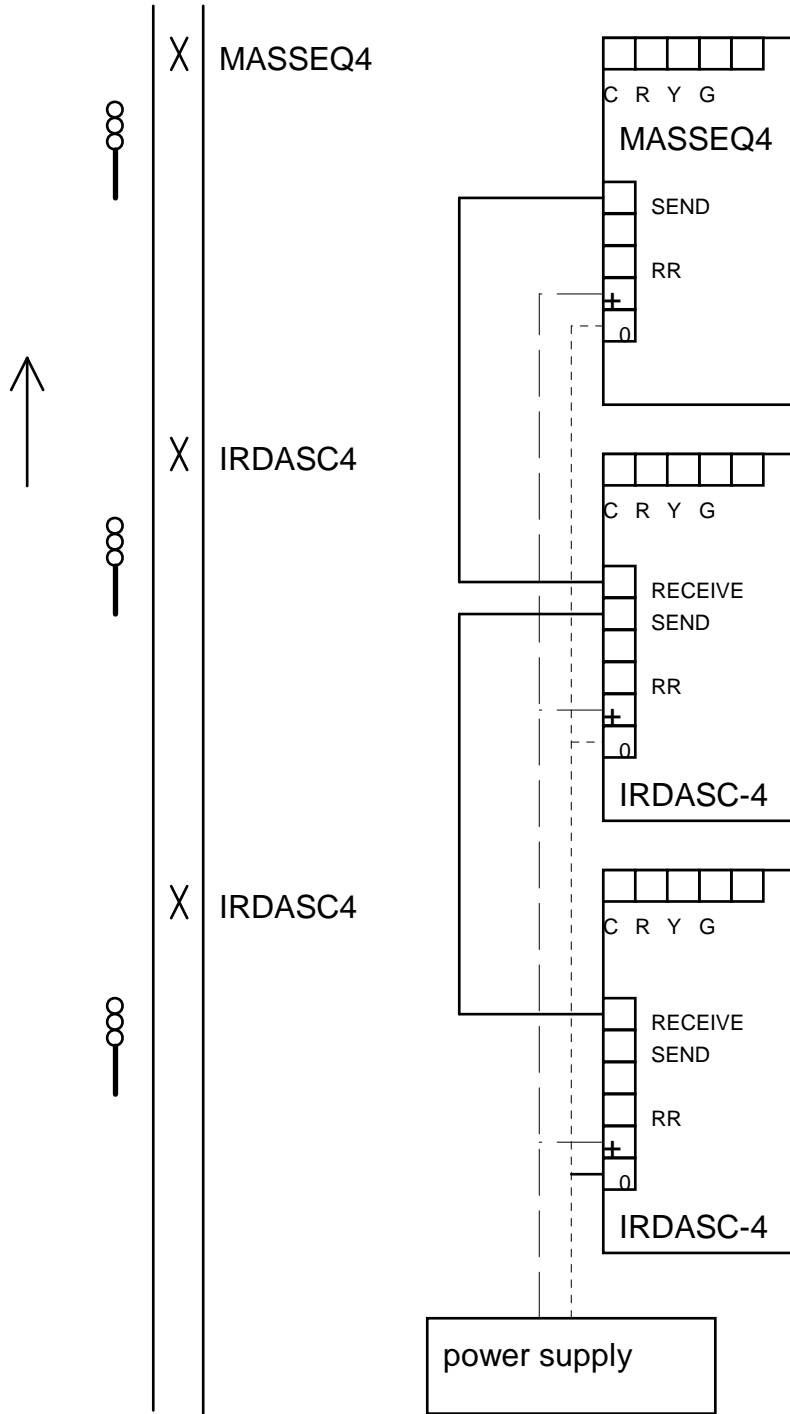 MASSEQ4
C R Y G
MASSEQ4
SEND
RR
+
0
IRDASC4
C R Y G
RECEIVE
SEND
RR
+
0
IRDASC-4
IRDASC4
C R Y G
RECEIVE
SEND
RR
+
0
IRDASC-4
power supply